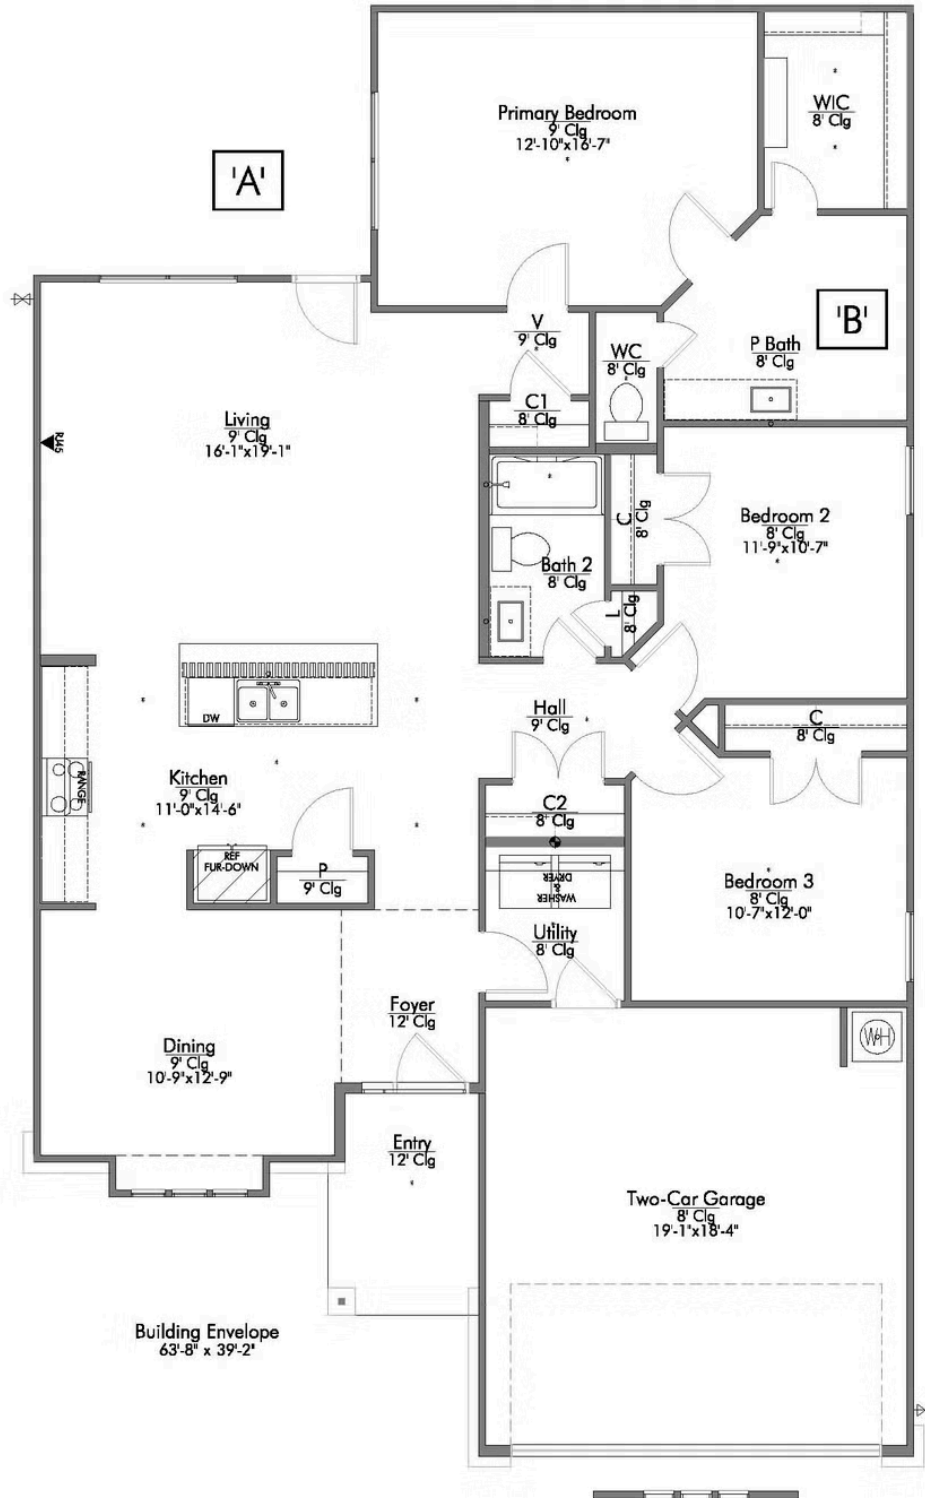 Primary Bedroom
9' Clg
12'-10"x16'-7"
WIC
8' Clg
'A'
'B'
V
9' Clg
WC
8' Clg
P Bath
8' Clg
C1
8' Clg
Living
9' Clg
16'-1"x19'-1"
RJ45
C
8' Clg
Bedroom 2
8' Clg
11'-9"x10'-7"
Bath 2
8' Clg
L
8' Clg
DW
Hall
9' Clg
C
8' Clg
Kitchen
9' Clg
11'-0"x14'-6"
RANGE
C2
8' Clg
REF
FUR-DOWN
P
9' Clg
WASHER
&
DRYER
Bedroom 3
8' Clg
10'-7"x12'-0"
Utility
8' Clg
Foyer
12' Clg
WH
Dining
9' Clg
10'-9"x12'-9"
Entry
12' Clg
Two-Car Garage
8' Clg
19'-1"x18'-4"
Building Envelope
63'-8" x 39'-2"